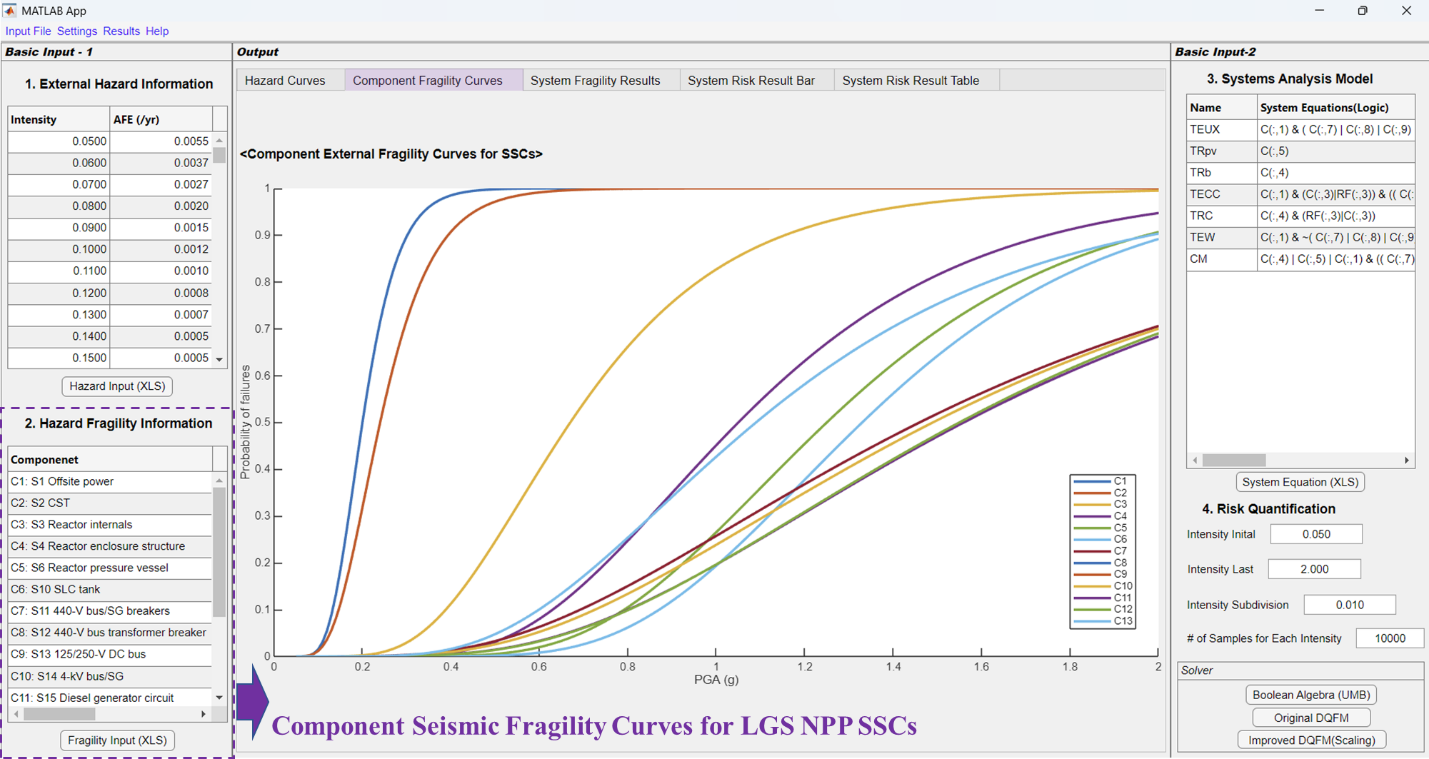 MATLAB App
Input File Settings Results Help
Basic Input - 1
1. External Hazard Information
Intensity AFE (/yr)
0.0500 0.0055
0.0600 0.0037
0.0700 0.0027
0.0800 0.0020
0.0900 0.0015
0.1000 0.0012
0.1100 0.0010
0.1200 0.0008
0.1300 0.0007
0.1400 0.0005
0.1500 0.0005
Hazard Input (XLS)
2. Hazard Fragility Information
Componenet
C1: S1 Offsite power
C2: S2 CST
C3: S3 Reactor internals
C4: S4 Reactor enclosure structure
C5: S6 Reactor pressure vessel
C6: S10 SLC tank
C7: S11 440-V bus/SG breakers
C8: S12 440-V bus transformer breaker
C9: S13 125/250-V DC bus
C10: S14 4-kV bus/SG
C11: S15 Diesel generator circuit
Fragility Input (XLS)
Output
Hazard Curves Component Fragility Curves System Fragility Results System Risk Result Bar System Risk Result Table
<Component External Fragility Curves for SSCs>
Probability of failures
1
0.9
0.8
0.7
0.6
0.5
0.4
0.3
0.2
0.1
0
0 0.2 0.4 0.6 0.8 1 1.2 1.4 1.6 1.8 2
PGA (g)
C1
C2
C3
C4
C5
C6
C7
C8
C9
C10
C11
C12
C13
Component Seismic Fragility Curves for LGS NPP SSCs
Basic Input-2
3. Systems Analysis Model
Name System Equations(Logic)
TEUX C(:,1) & ( C(:,7) | C(:,8) | C(:,9)
TRpv C(:,5)
TRb C(:,4)
TECC C(:,1) & (C(:,3)|RF(:,3)) & (( C(:
TRC C(:,4) & (RF(:,3)|C(:,3))
TEW C(:,1) & ~( C(:,7) | C(:,8) | C(:,9
CM C(:,4) | C(:,5) | C(:,1) & (( C(:,7)
System Equation (XLS)
4. Risk Quantification
Intensity Inital 0.050
Intensity Last 2.000
Intensity Subdivision 0.010
# of Samples for Each Intensity 10000
Solver
Boolean Algebra (UMB)
Original DQFM
Improved DQFM(Scaling)